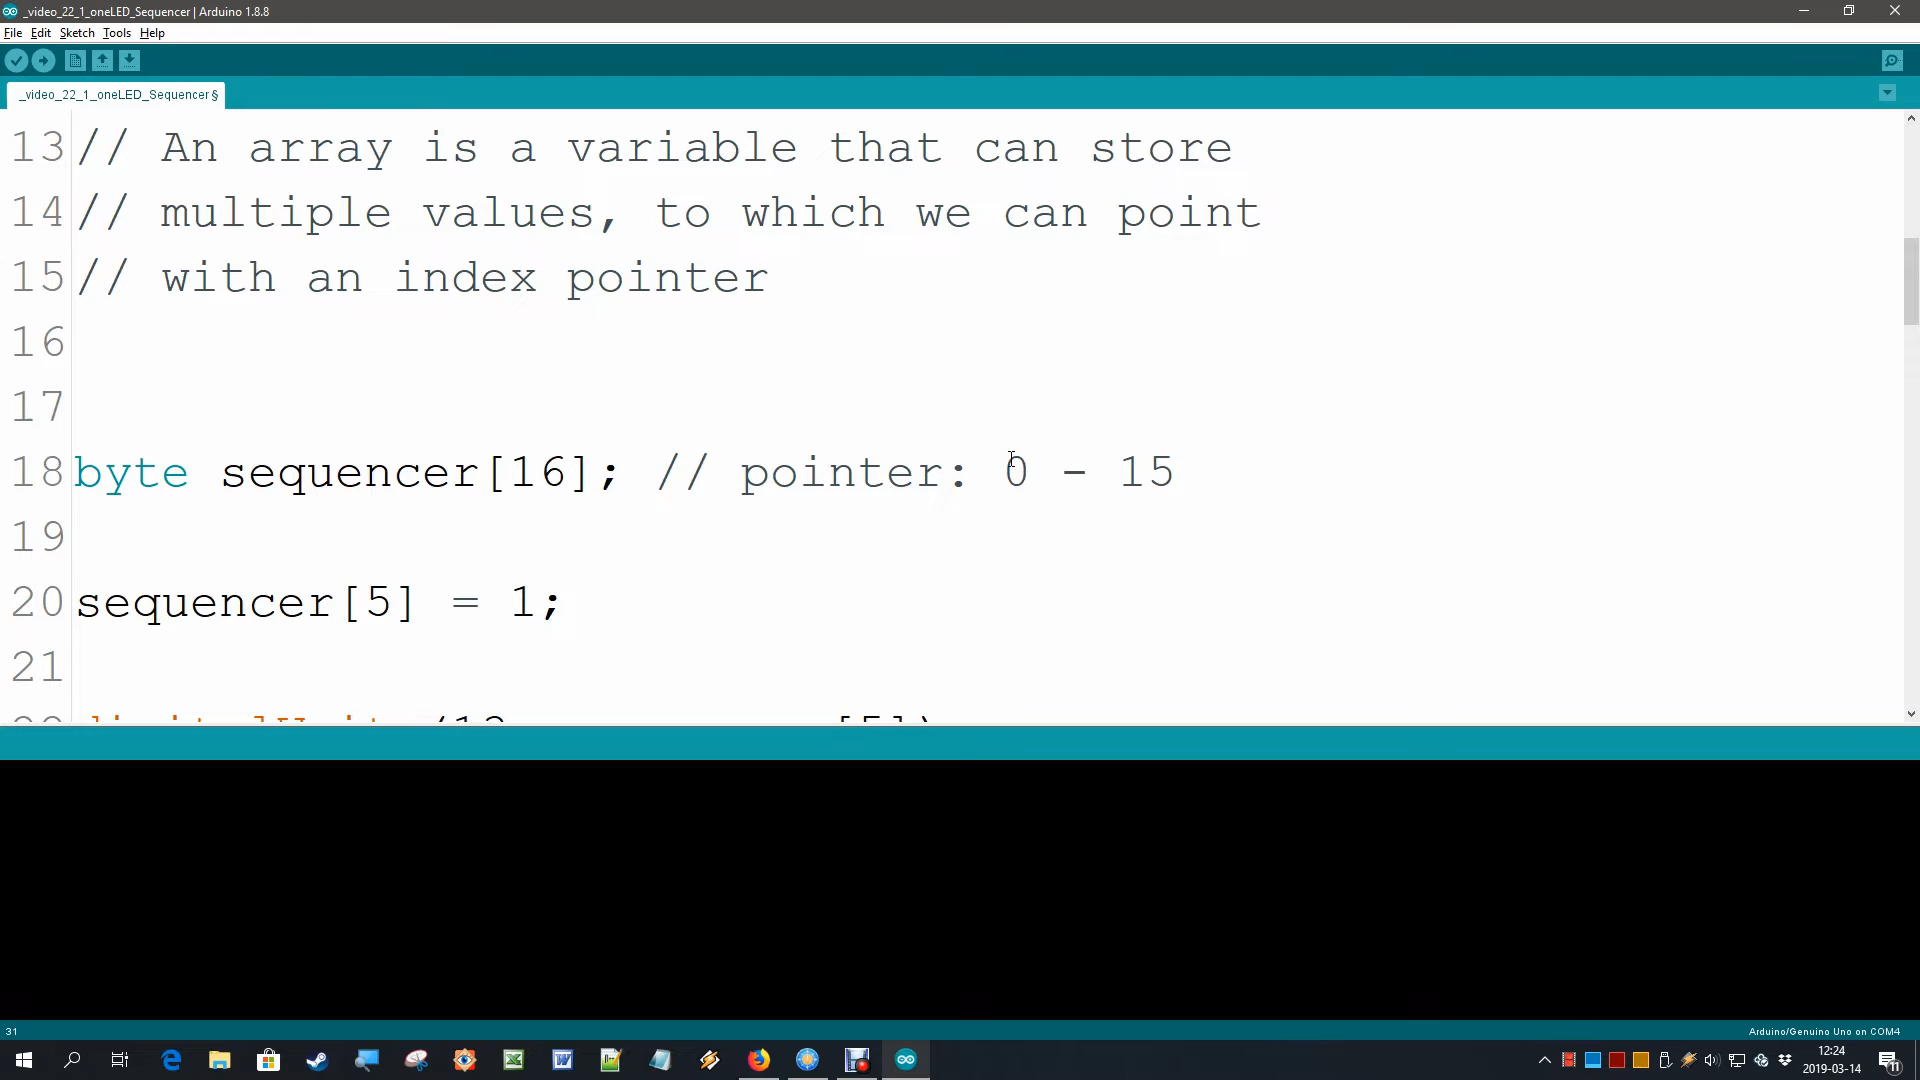 _video_22_1_oneLED_Sequencer | Arduino 1.8.8
File Edit Sketch Tools Help
_video_22_1_oneLED_Sequencer §
13 // An array is a variable that can store
14 // multiple values, to which we can point
15 // with an index pointer
16
17
18 byte sequencer[16]; // pointer: 0 - 15
19
20 sequencer[5] = 1;
21
31
Arduino/Genuino Uno on COM4
12:24
2019-03-14
11